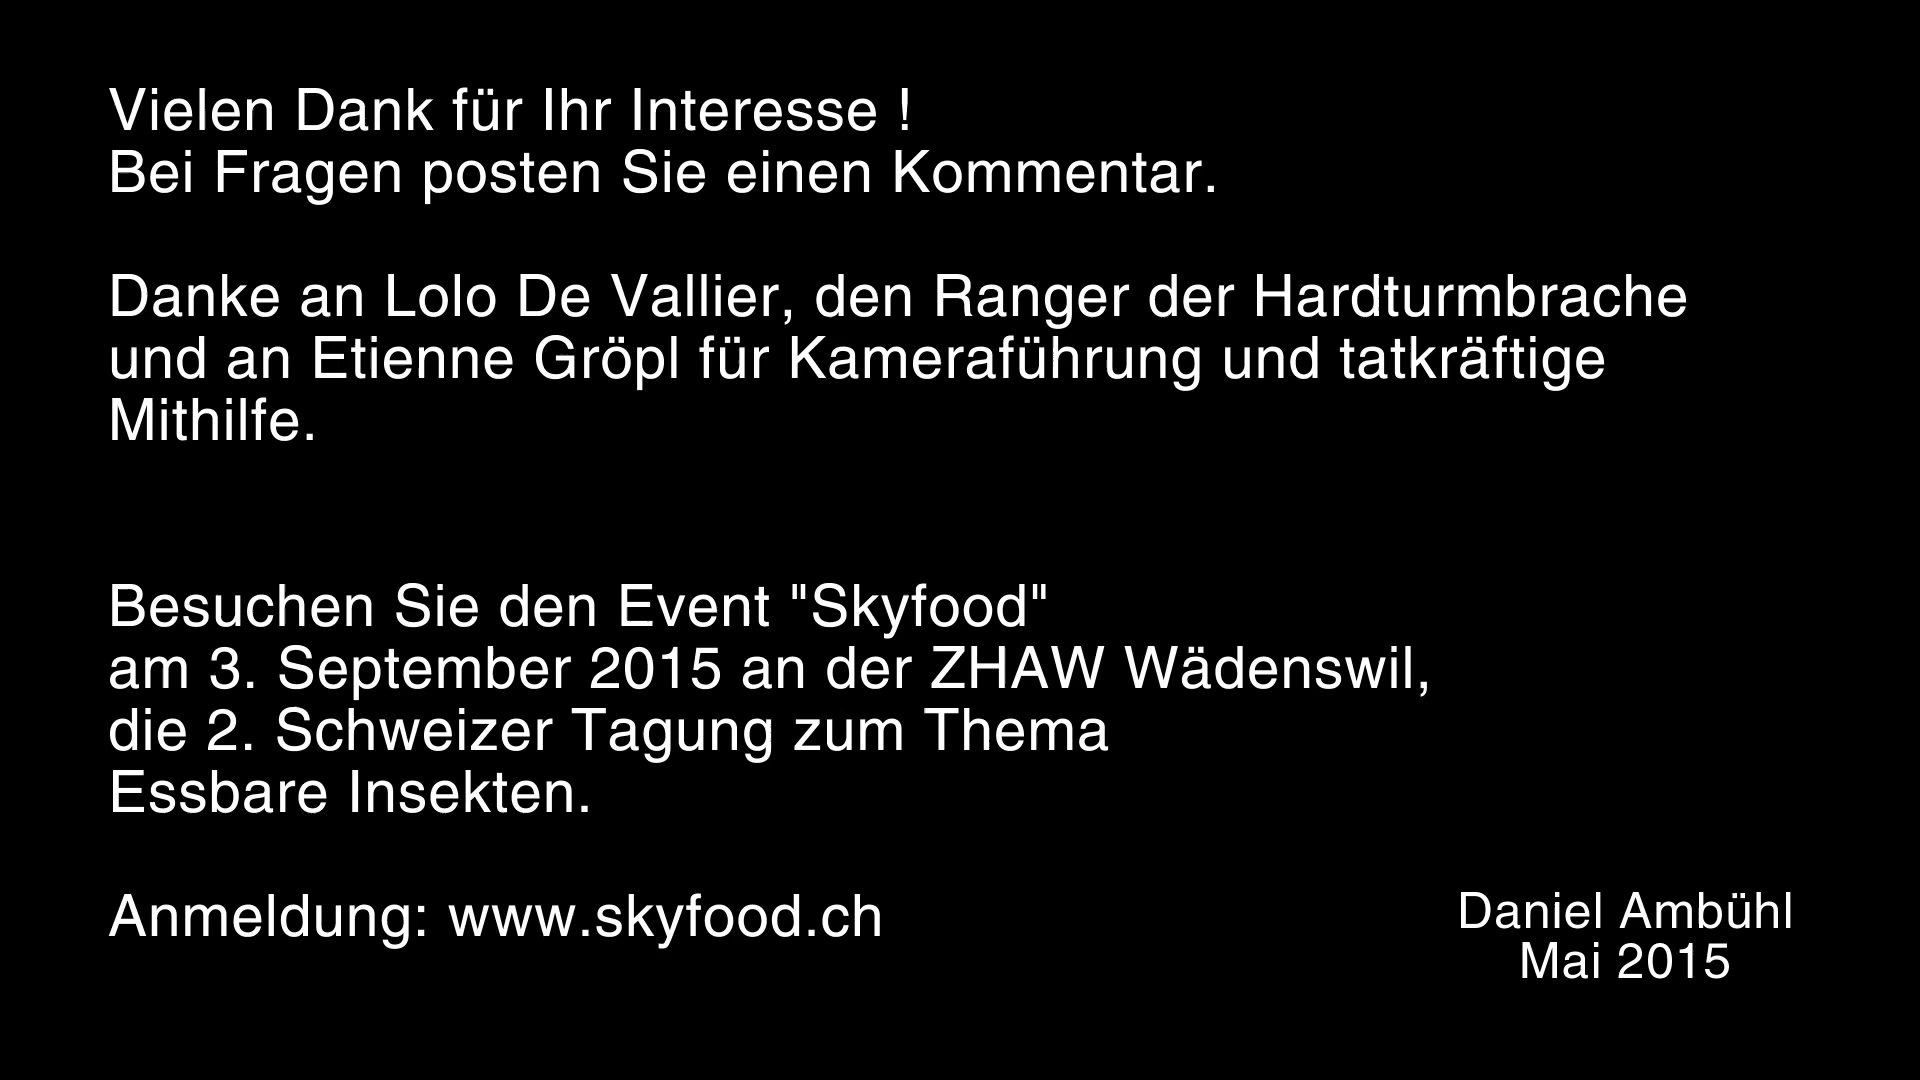 Vielen Dank für Ihr Interesse !
Bei Fragen posten Sie einen Kommentar.
Danke an Lolo De Vallier, den Ranger der Hardturmbrache
und an Etienne Gröpl für Kameraführung und tatkräftige
Mithilfe.
Besuchen Sie den Event "Skyfood"
am 3. September 2015 an der ZHAW Wädenswil,
die 2. Schweizer Tagung zum Thema
Essbare Insekten.
Anmeldung: www.skyfood.ch
Daniel Ambühl
Mai 2015